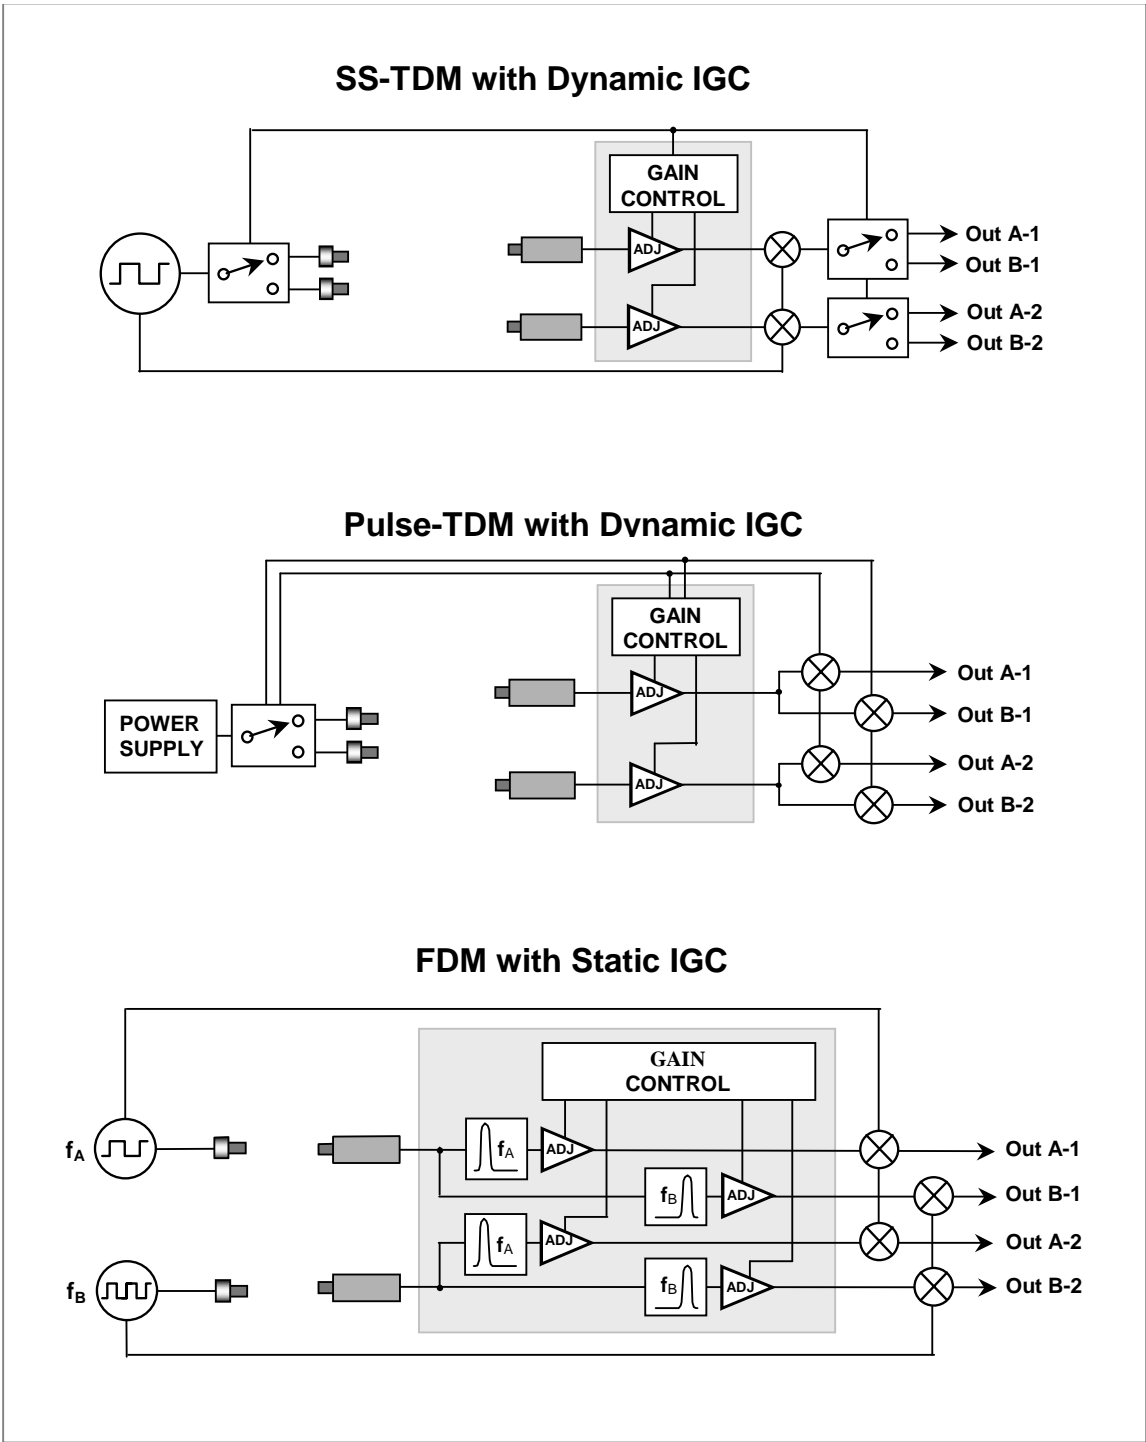 SS-TDM with Dynamic IGC
GAIN
CONTROL
ADJ
ADJ
Out A-1
Out B-1
Out A-2
Out B-2
Pulse-TDM with Dynamic IGC
GAIN
CONTROL
POWER
SUPPLY
ADJ
ADJ
Out A-1
Out B-1
Out A-2
Out B-2
FDM with Static IGC
GAIN
CONTROL
fA
fA
ADJ
Out A-1
fB
ADJ
Out B-1
fA
ADJ
Out A-2
fB
fB
ADJ
Out B-2